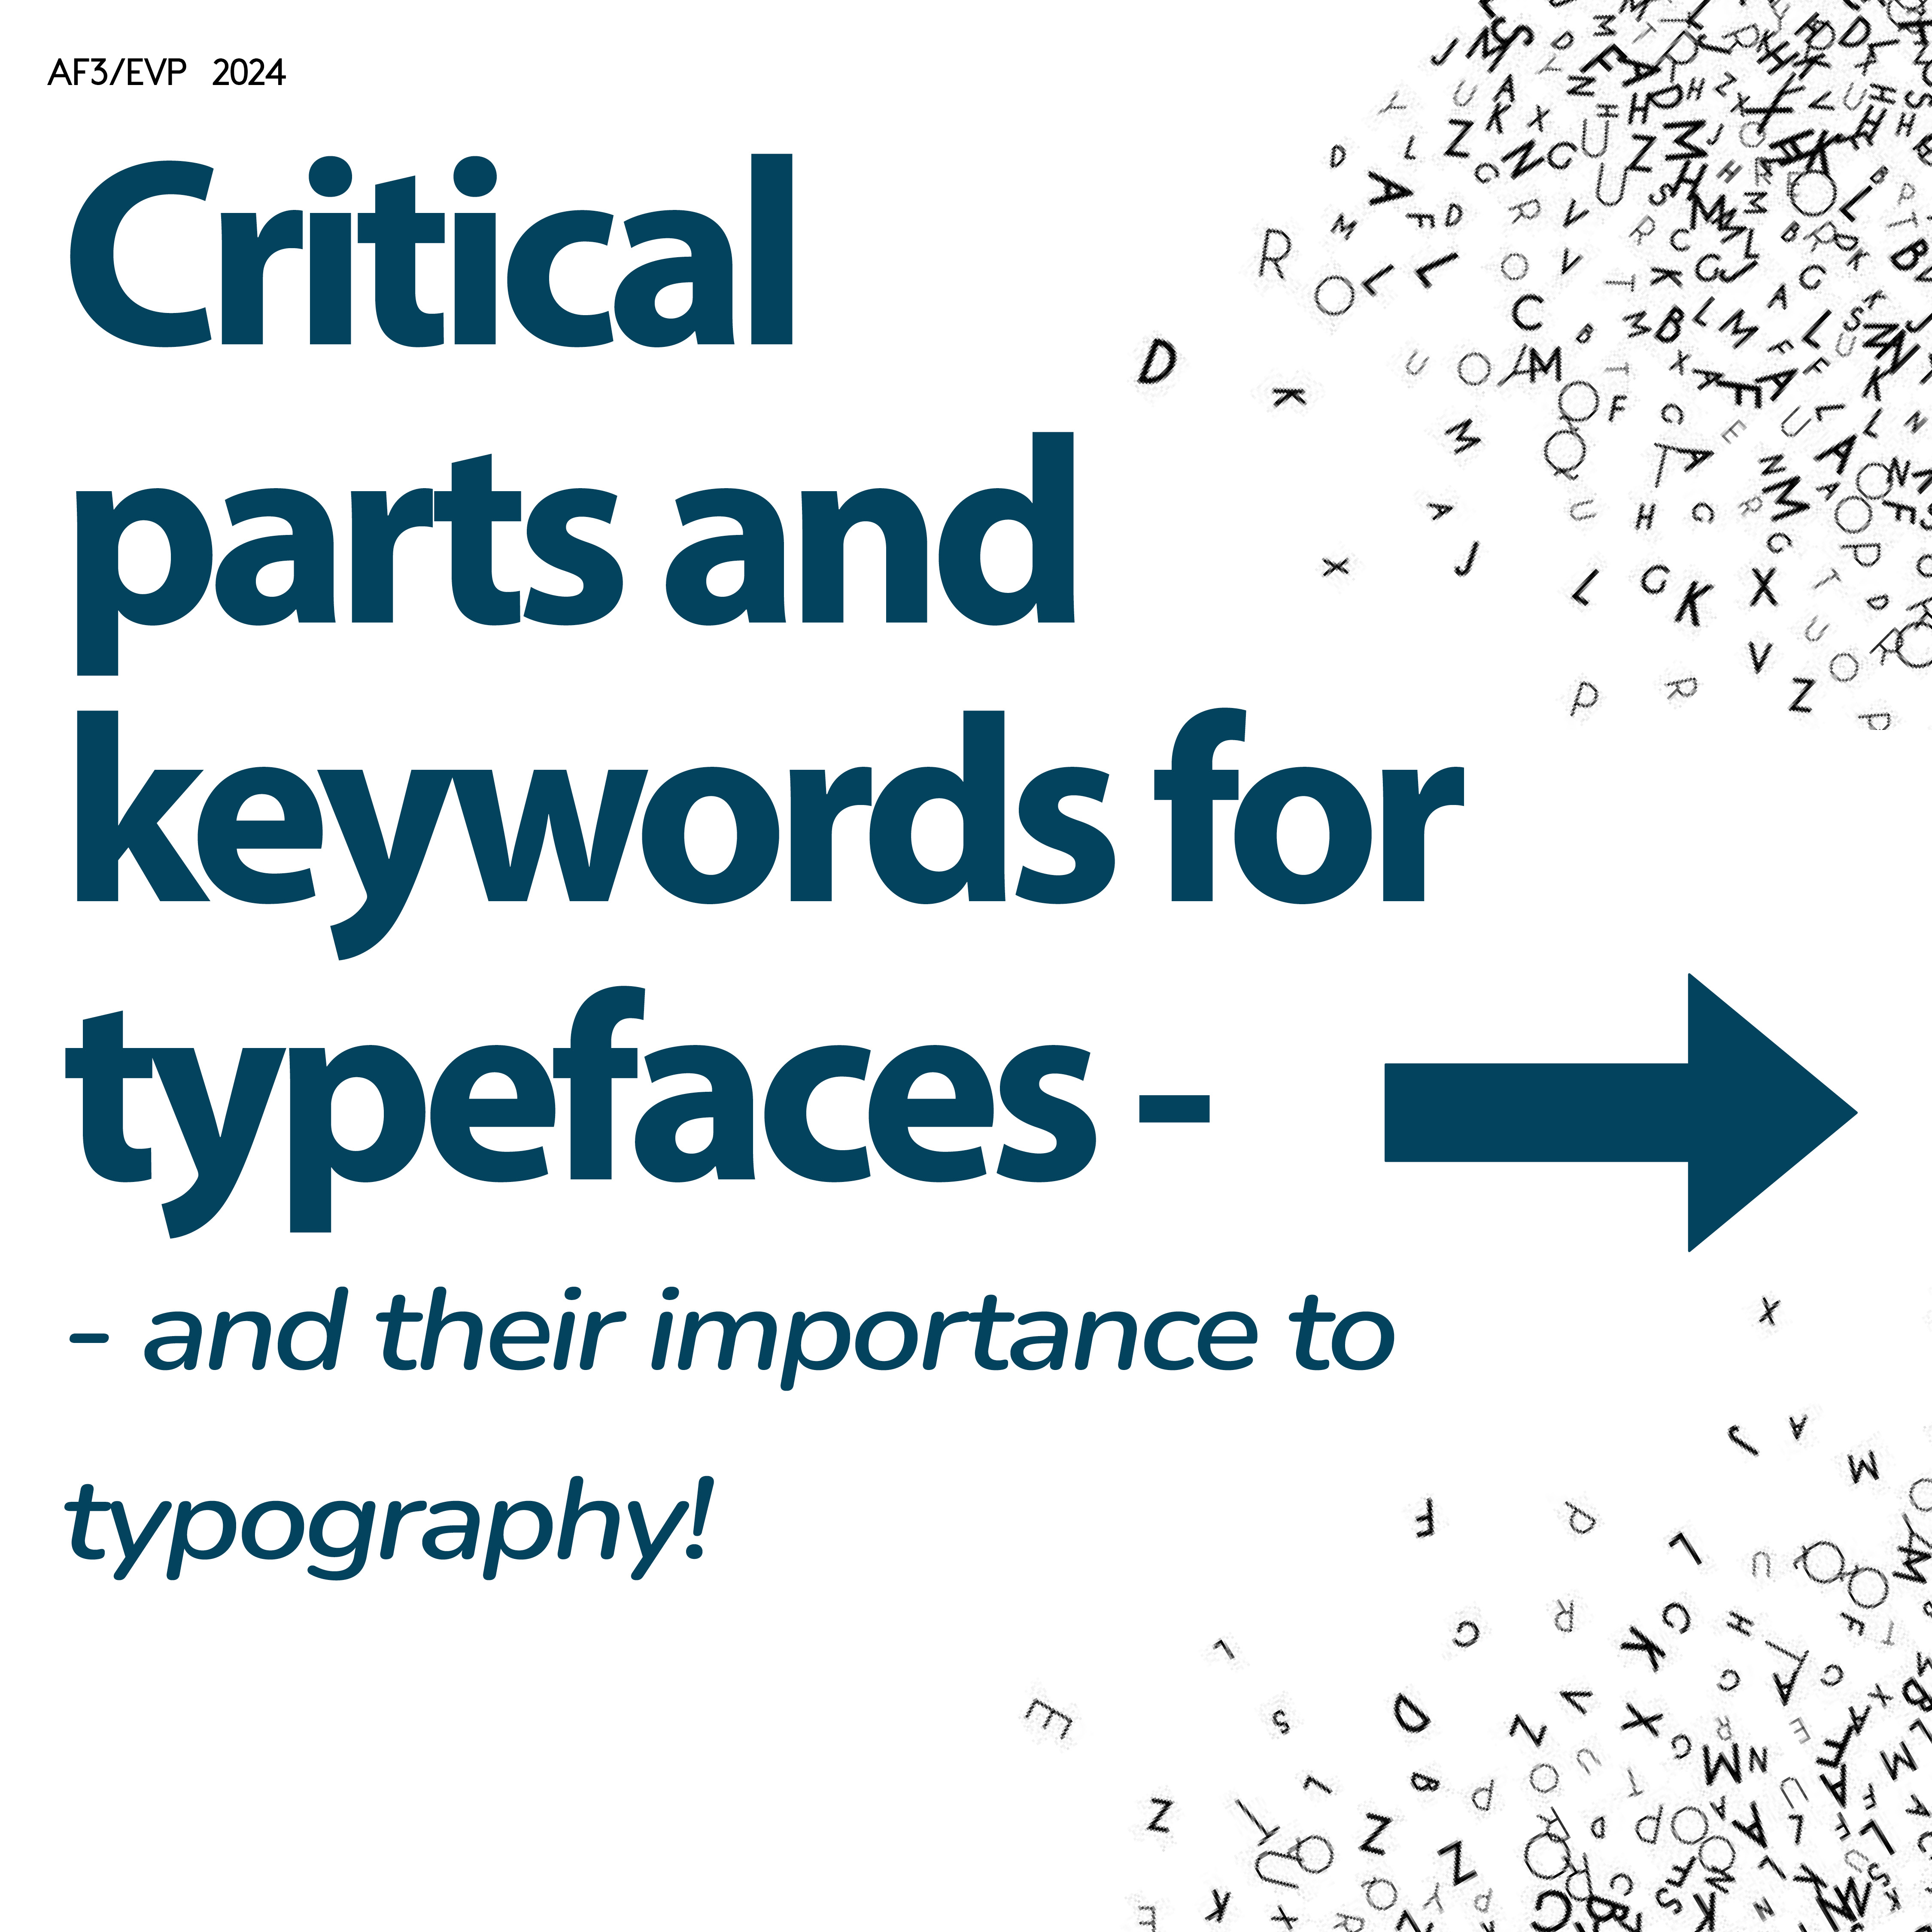 AF3/EVP 2024
Critical
parts and
keywords for
typefaces -
- and their importance to
typography!